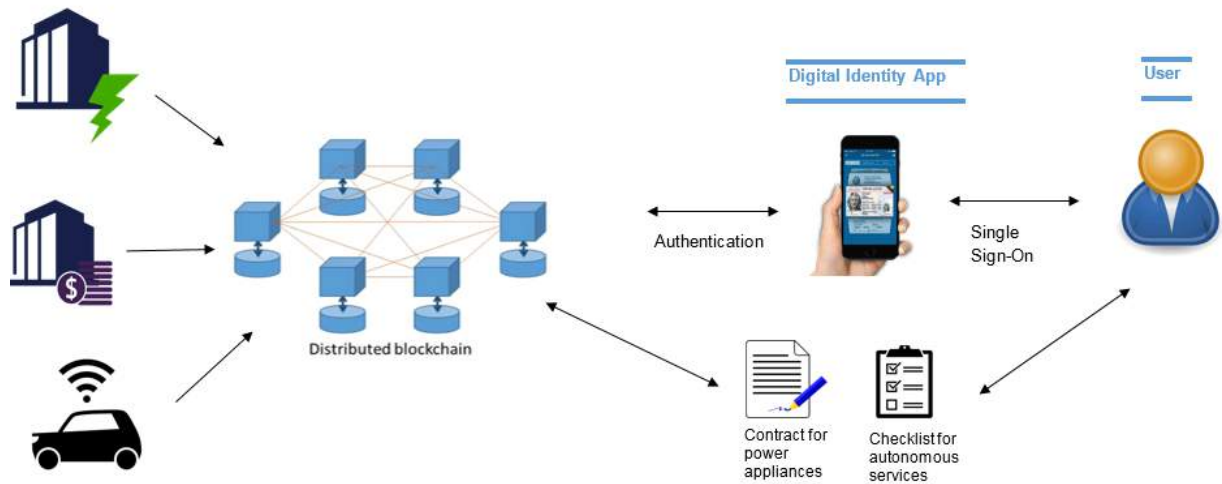 Digital Identity App
User
Authentication
Single
Sign-On
$
Distributed blockchain
Contract for
power
appliances
Checklist for
autonomous
services